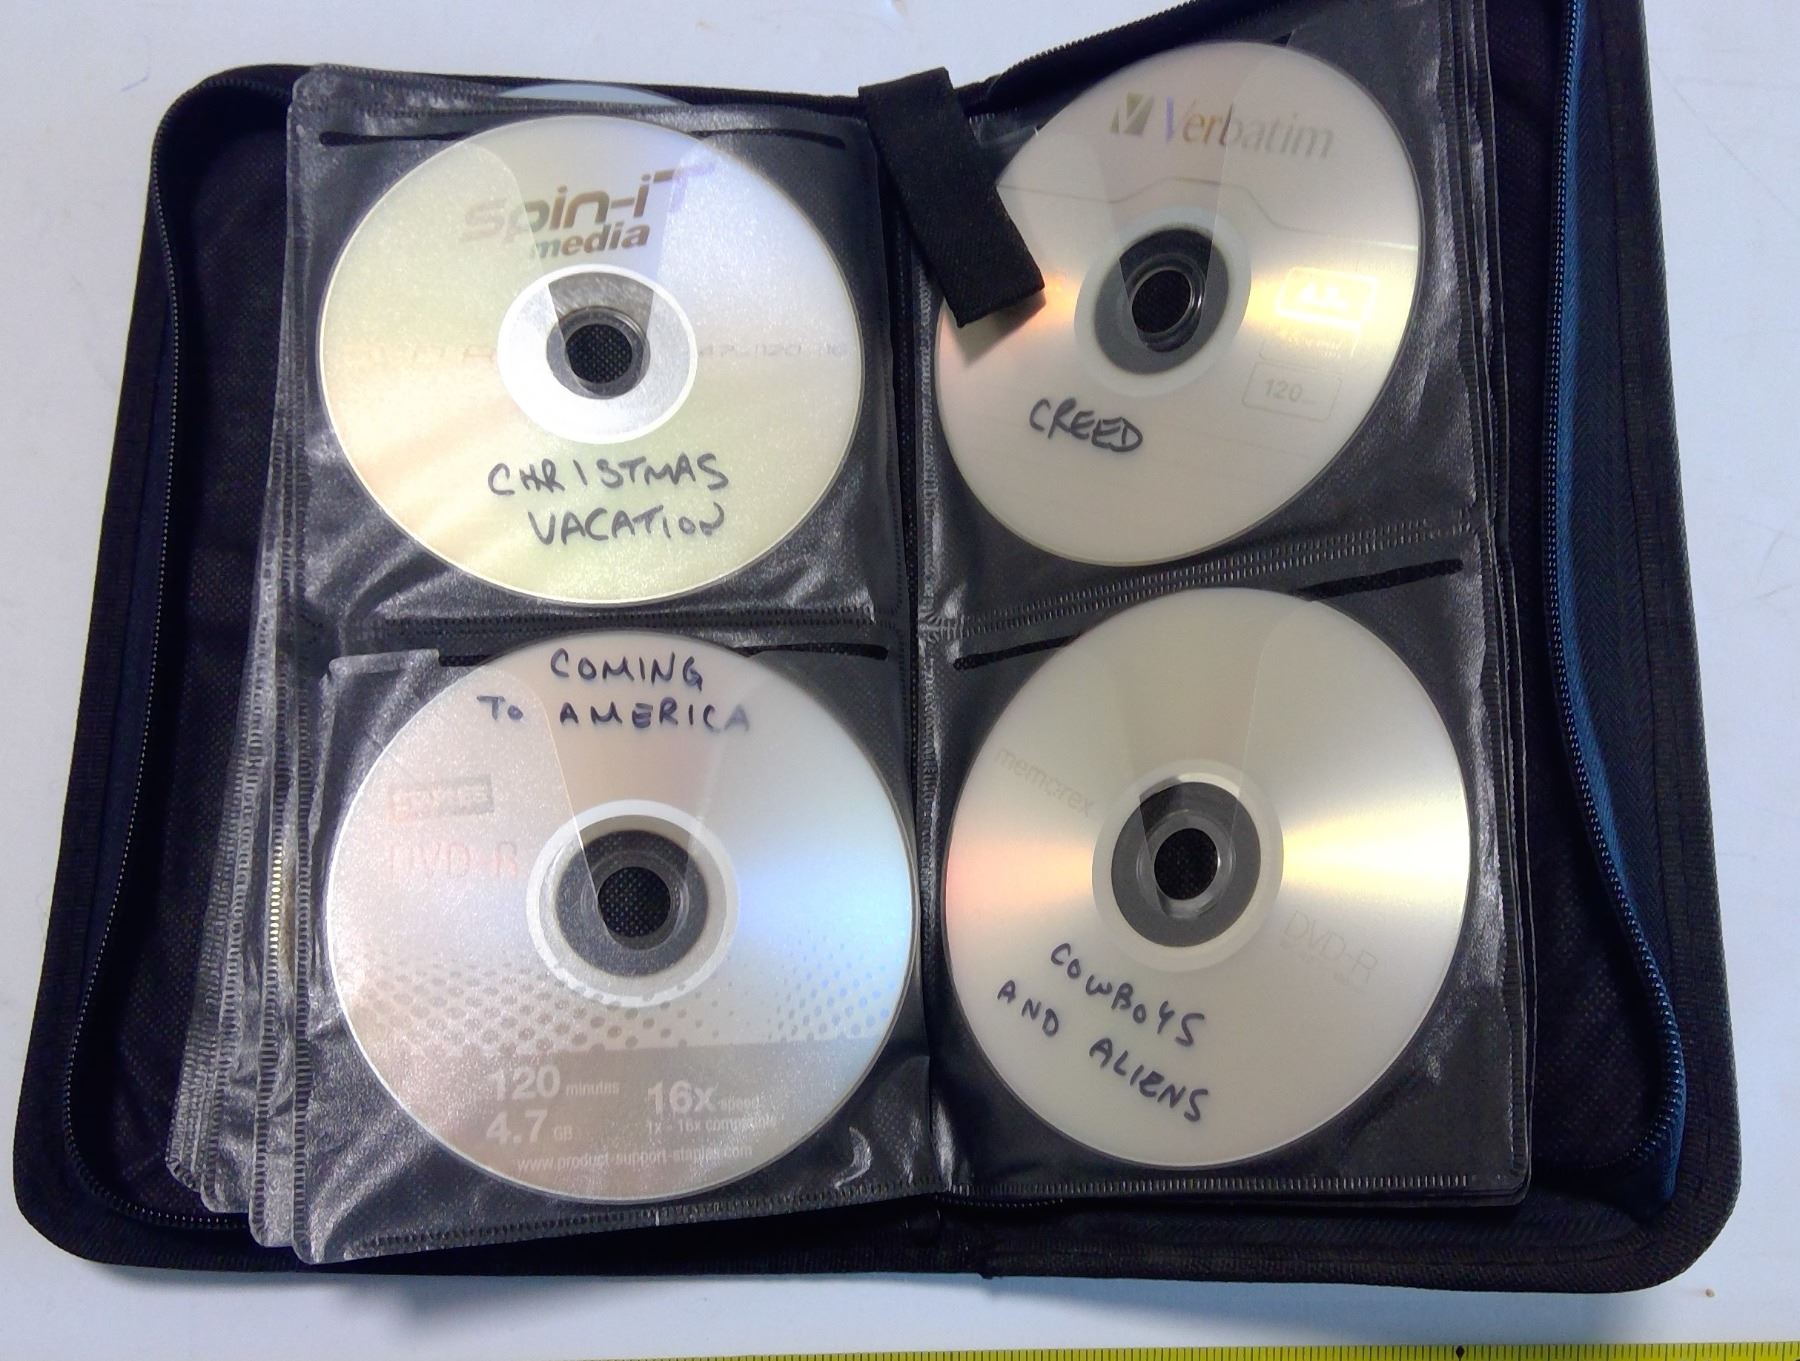 Spin-iT
media
CHRISTMAS
VACATION
Verbatim
120
CREED
COMING
To AMERICA
DVD-R
120 minutes
4.7 GB
16x speed
1x - 16x compatible
www.product-support-staples.com
memorex
DVD-R
COWBOYS
AND ALIENS